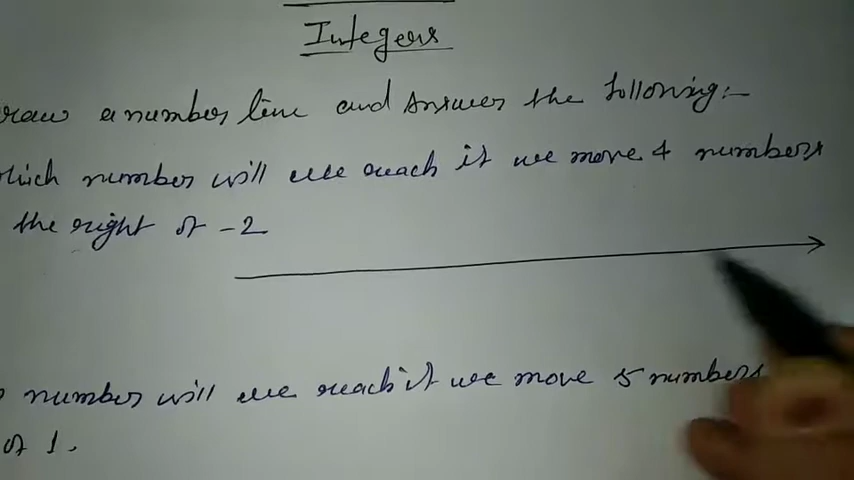 Integers
raw a number line and Answer the following:-
which number will we reach if we move 4 numbers
the right of -2
number will we reach if we move 5 numbers
of 1.